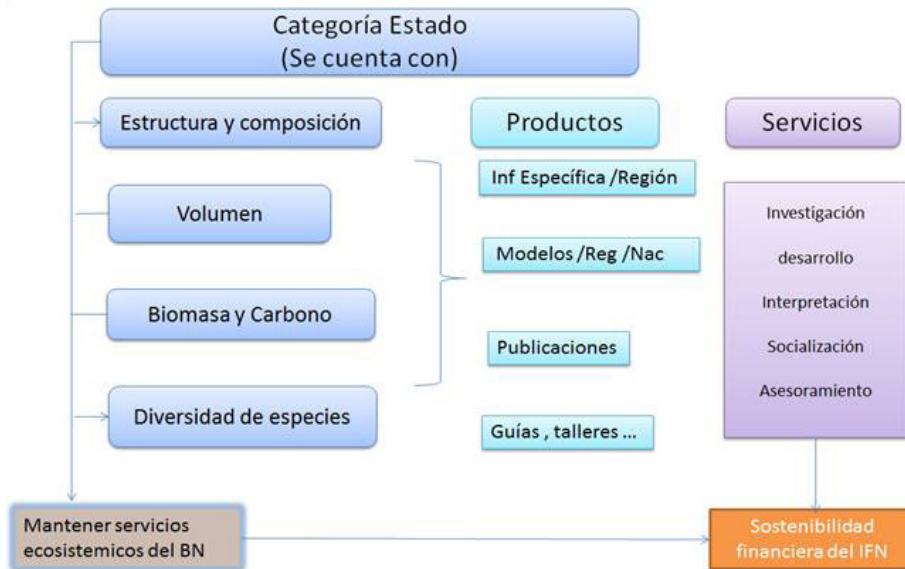 Categoría Estado
(Se cuenta con)
Estructura y composición
Volumen
Biomasa y Carbono
Diversidad de especies
Mantener servicios
ecosistemicos del BN
Productos
Inf Específica /Región
Modelos /Reg /Nac
Publicaciones
Guías , talleres ...
Servicios
Investigación
desarrollo
Interpretación
Socialización
Asesoramiento
Sostenibilidad
financiera del IFN